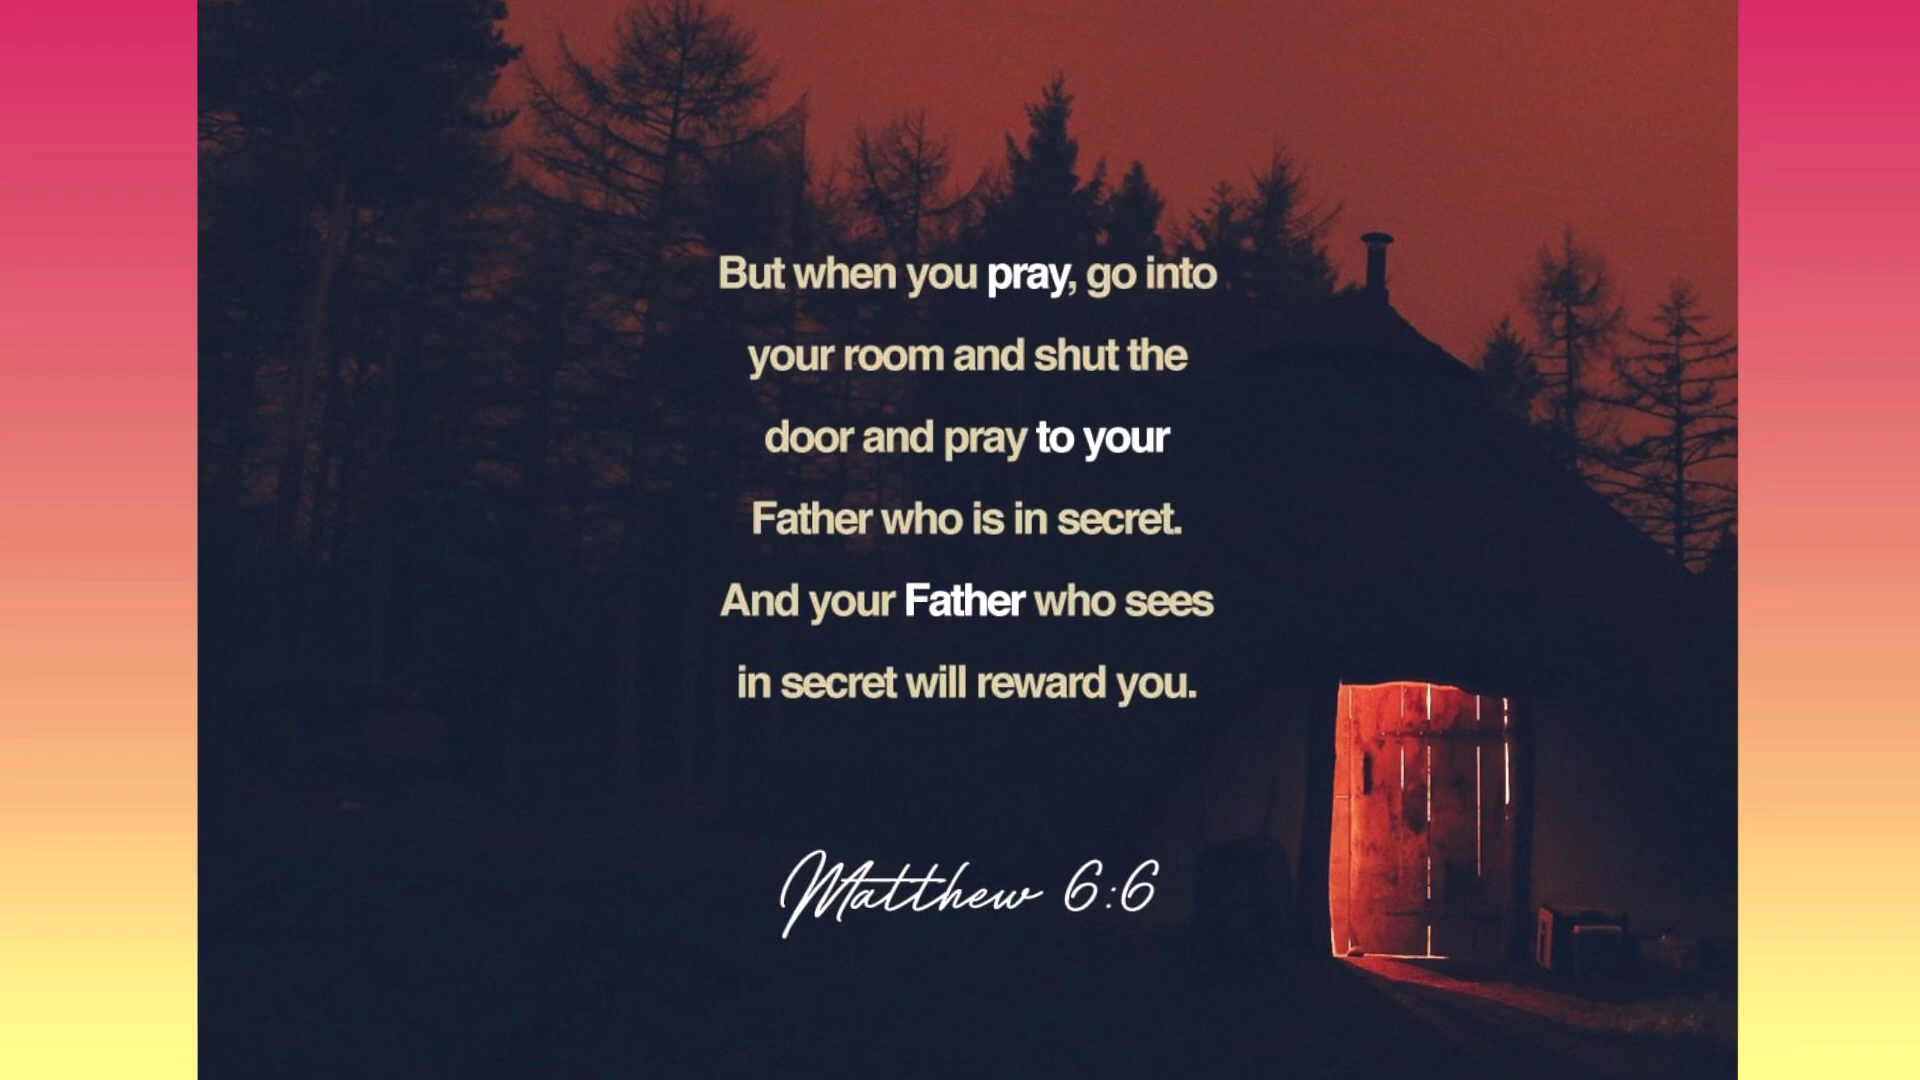 But when you pray, go into
your room and shut the
door and pray to your
Father who is in secret.
And your Father who sees
in secret will reward you.
Matthew 6:6